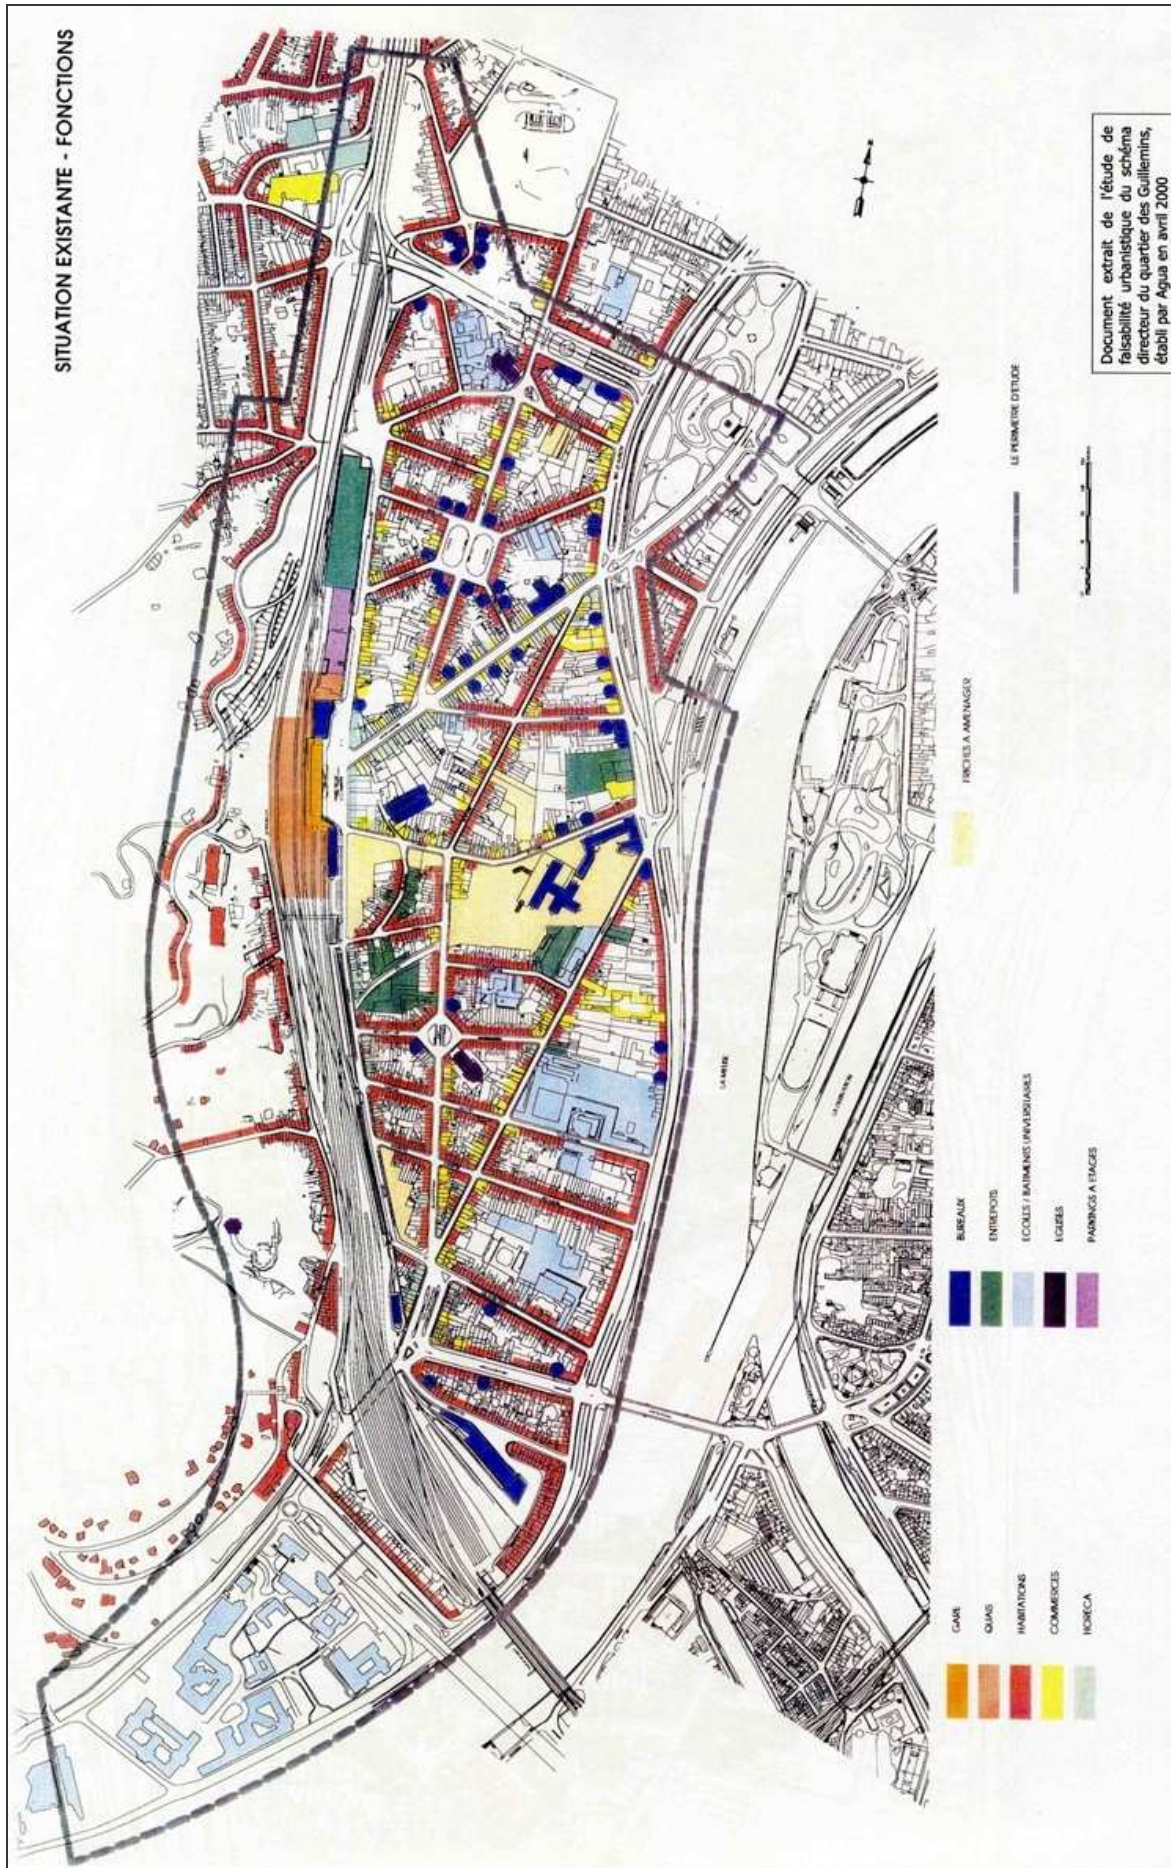 SITUATION EXISTANTE - FONCTIONS
Document extrait de l'étude de
faisabilité urbanistique du schéma
directeur du quartier des Guillemins,
établi par Agua en avril 2000
LE PERIMETRE D'ETUDE
FRICHES A AMENAGER
LA MEUSE
LA DERIVATION
GARE
QUAIS
HABITATIONS
COMMERCES
HORECA
BUREAUX
ENTREPOTS
ECOLES / BATIMENTS UNIVERSITAIRES
EGLISES
PARKINGS A ETAGES